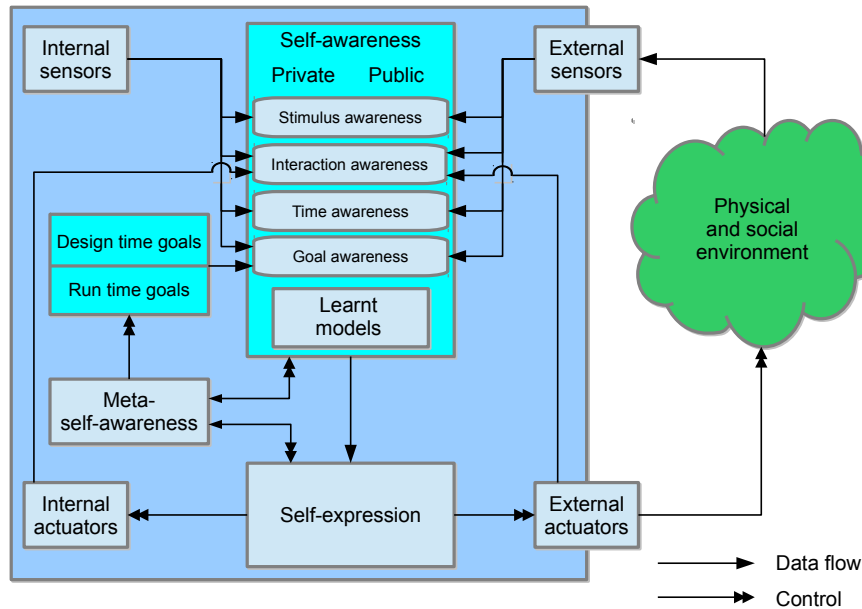 Internal
sensors
Self-awareness
Private Public
External
sensors
Stimulus awareness
Interaction awareness
Time awareness
Goal awareness
Design time goals
Run time goals
Learnt
models
Physical
and social
environment
Meta-
self-awareness
Internal
actuators
Self-expression
External
actuators
Data flow
Control